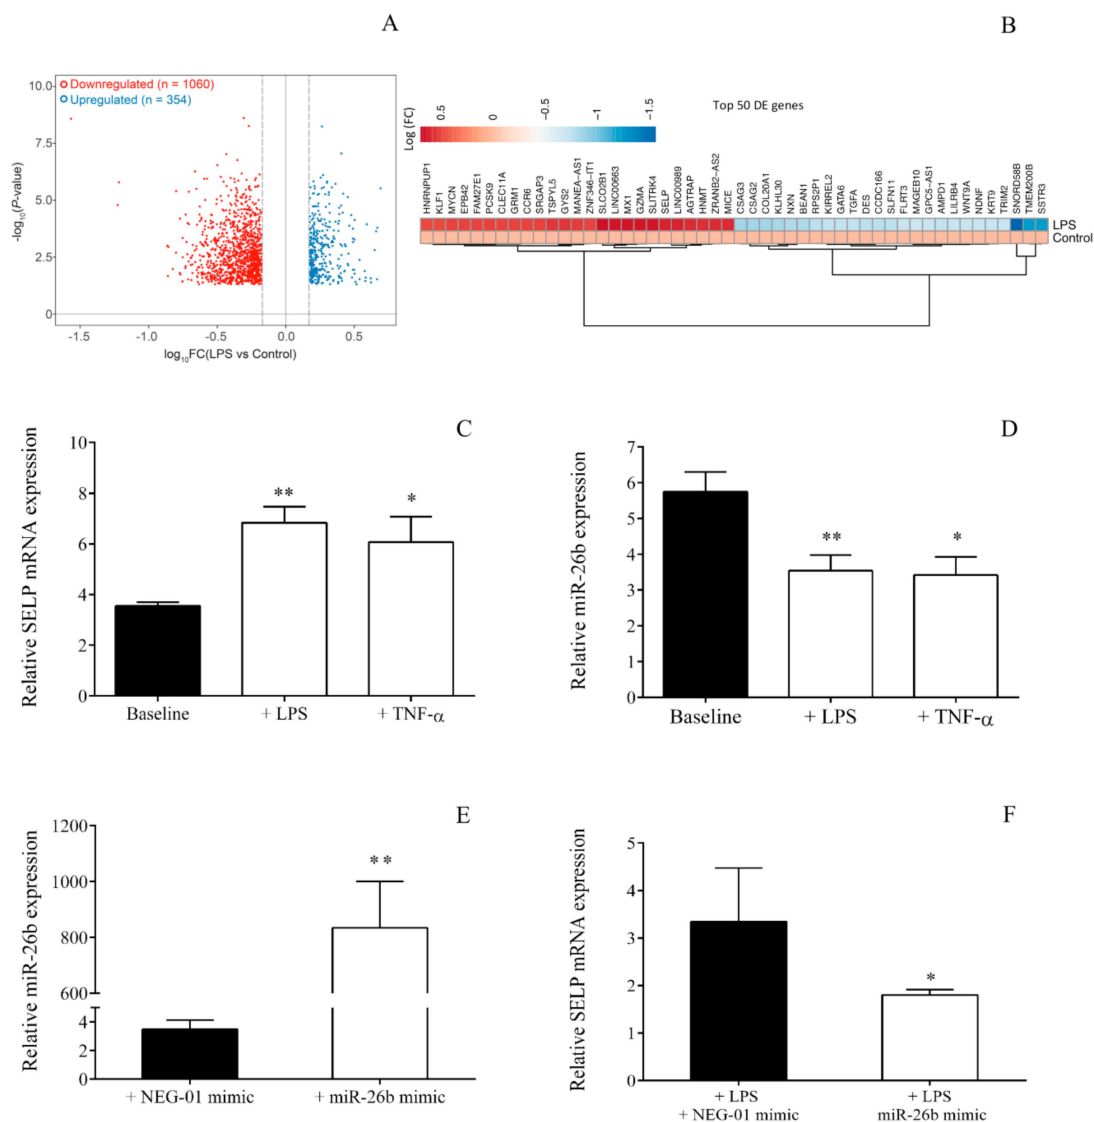 A
10.0
7.5
5.0
2.5
0
-log10(P-value)
Downregulated (n = 1060)
Upregulated (n = 354)
-1.5
-1.0
-0.5
0.0
0.5
log10FC(LPS vs Control)
B
Log (FC)
0.5
0
−0.5
−1
−1.5
Top 50 DE genes
HNRNPUP1
KLF1
MYCN
EPB42
FAM27E1
PCSK9
CLEC11A
GRM1
CCR6
SRGAP3
TSPYL5
GYS2
MANEA−AS1
ZNF346−IT1
SLCO2B1
LINC00663
MX1
GZMA
SLITRK4
SELP
LINC00989
AGTRAP
HNMT
ZRANB2−AS2
MICE
CSAG3
CSAG2
COL20A1
KLHL30
NXN
BEAN1
RPS2P1
KIRREL2
GATA6
TGFA
DES
CCDC166
SLFN11
FLRT3
MAGEB10
GPC5−AS1
AMPD1
LILRB4
WNT9A
NDNF
KRT9
TRIM2
SNORD58B
TMEM200B
SSTR3
LPS
Control
C
Relative SELP mRNA expression
10
8
6
4
2
0
**
*
Baseline
+ LPS
+ TNF-α
D
Relative miR-26b expression
7
6
5
4
3
2
1
0
**
*
Baseline
+ LPS
+ TNF-α
E
Relative miR-26b expression
1200
1000
800
600
4
2
0
**
+ NEG-01 mimic
+ miR-26b mimic
F
Relative SELP mRNA expression
5
4
3
2
1
0
*
+ LPS
+ NEG-01 mimic
+ LPS
miR-26b mimic